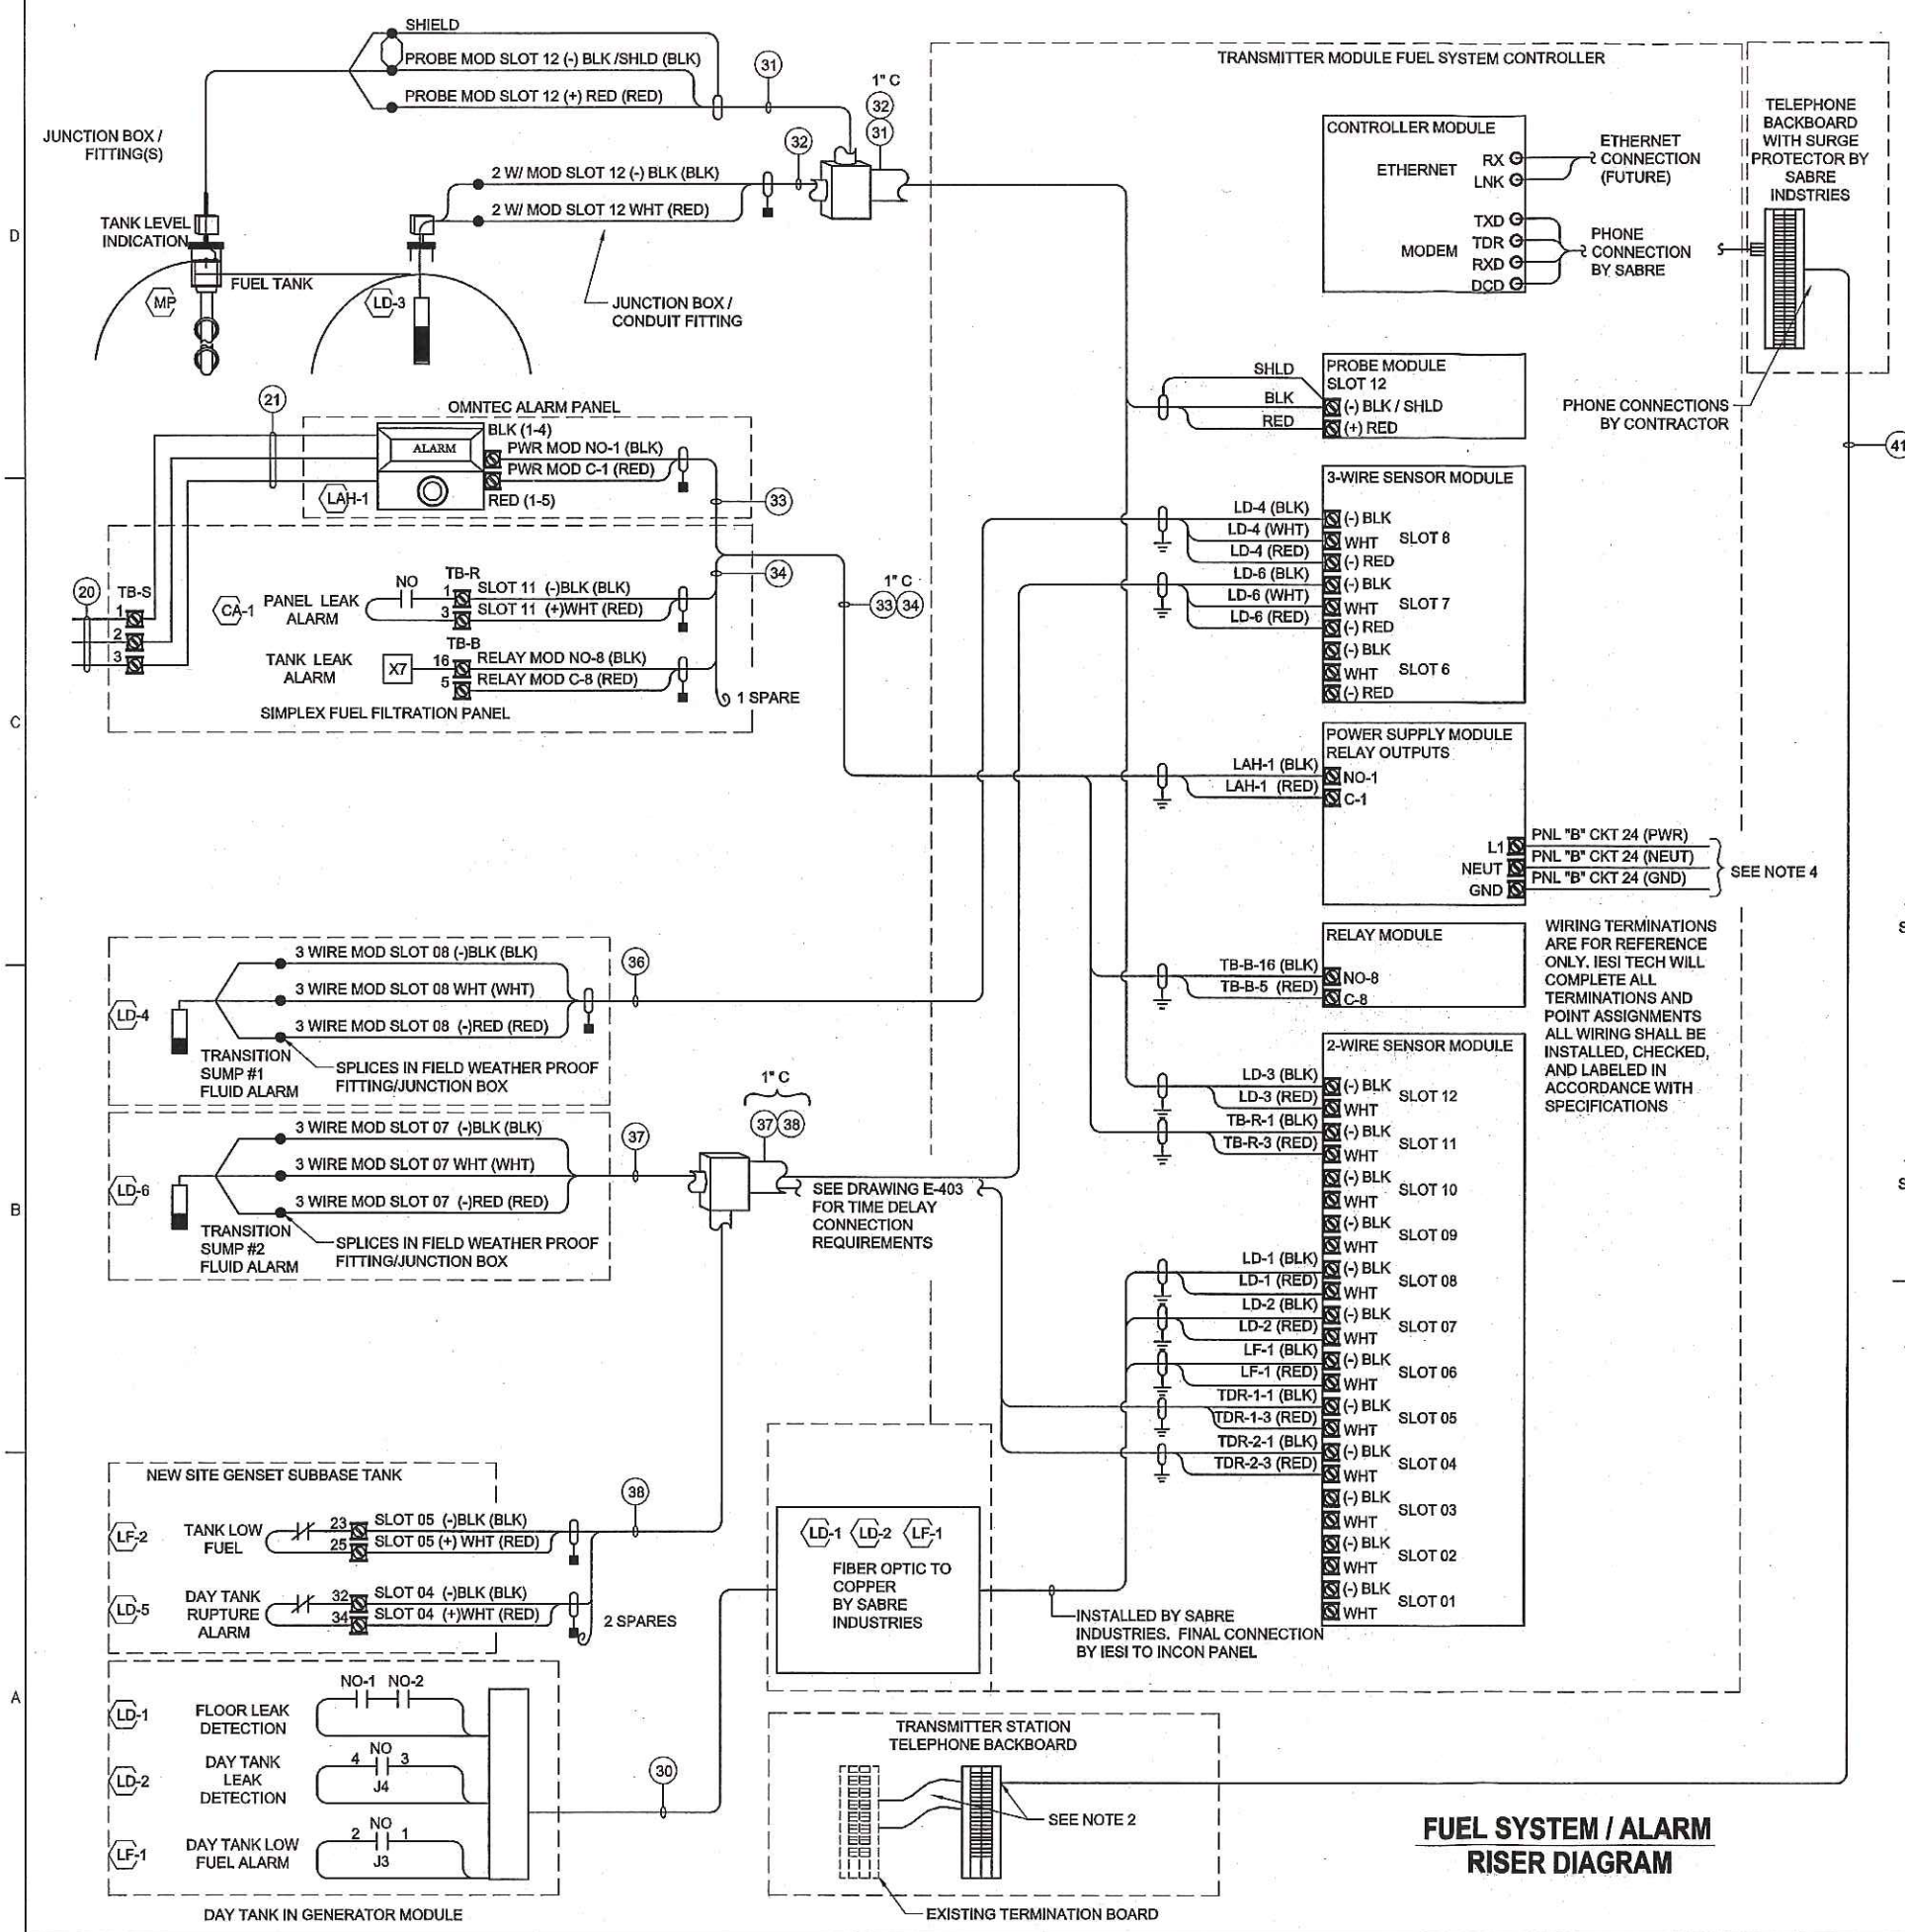 SHIELD
PROBE MOD SLOT 12 (-) BLK /SHLD (BLK)
PROBE MOD SLOT 12 (+) RED (RED)
31
1" C
32
31
32
JUNCTION BOX /
FITTING(S)
2 W/ MOD SLOT 12 (-) BLK (BLK)
2 W/ MOD SLOT 12 WHT (RED)
TANK LEVEL
INDICATION
FUEL TANK
MP
LD-3
JUNCTION BOX /
CONDUIT FITTING
D
TRANSMITTER MODULE FUEL SYSTEM CONTROLLER
CONTROLLER MODULE
ETHERNET
RX
LNK
ETHERNET
CONNECTION
(FUTURE)
MODEM
TXD
TDR
RXD
DCD
PHONE
CONNECTION
BY SABRE
TELEPHONE
BACKBOARD
WITH SURGE
PROTECTOR BY
SABRE
INDSTRIES
PHONE CONNECTIONS
BY CONTRACTOR
41
PROBE MODULE
SLOT 12
SHLD
BLK
(-) BLK / SHLD
RED
(+) RED
21
OMNTEC ALARM PANEL
ALARM
BLK (1-4)
PWR MOD NO-1 (BLK)
PWR MOD C-1 (RED)
RED (1-5)
LAH-1
33
34
1" C
33 34
20
TB-S
1
2
3
CA-1
PANEL LEAK
ALARM
NO
TB-R
1
SLOT 11 (-)BLK (BLK)
3
SLOT 11 (+)WHT (RED)
TANK LEAK
ALARM
X7
TB-B
16
RELAY MOD NO-8 (BLK)
5
RELAY MOD C-8 (RED)
1 SPARE
SIMPLEX FUEL FILTRATION PANEL
C
3-WIRE SENSOR MODULE
LD-4 (BLK)
(-) BLK
LD-4 (WHT)
WHT
SLOT 8
LD-4 (RED)
(-) RED
LD-6 (BLK)
(-) BLK
LD-6 (WHT)
WHT
SLOT 7
LD-6 (RED)
(-) RED
(-) BLK
WHT
SLOT 6
(-) RED
POWER SUPPLY MODULE
RELAY OUTPUTS
LAH-1 (BLK)
NO-1
LAH-1 (RED)
C-1
L1
PNL "B" CKT 24 (PWR)
NEUT
PNL "B" CKT 24 (NEUT)
GND
PNL "B" CKT 24 (GND)
SEE NOTE 4
RELAY MODULE
TB-B-16 (BLK)
NO-8
TB-B-5 (RED)
C-8
WIRING TERMINATIONS
ARE FOR REFERENCE
ONLY. IESI TECH WILL
COMPLETE ALL
TERMINATIONS AND
POINT ASSIGNMENTS
ALL WIRING SHALL BE
INSTALLED, CHECKED,
AND LABELED IN
ACCORDANCE WITH
SPECIFICATIONS
S
S
LD-4
3 WIRE MOD SLOT 08 (-)BLK (BLK)
3 WIRE MOD SLOT 08 WHT (WHT)
3 WIRE MOD SLOT 08 (-)RED (RED)
36
TRANSITION
SUMP #1
FLUID ALARM
SPLICES IN FIELD WEATHER PROOF
FITTING/JUNCTION BOX
LD-6
3 WIRE MOD SLOT 07 (-)BLK (BLK)
3 WIRE MOD SLOT 07 WHT (WHT)
3 WIRE MOD SLOT 07 (-)RED (RED)
37
TRANSITION
SUMP #2
FLUID ALARM
SPLICES IN FIELD WEATHER PROOF
FITTING/JUNCTION BOX
1" C
37 38
SEE DRAWING E-403
FOR TIME DELAY
CONNECTION
REQUIREMENTS
B
2-WIRE SENSOR MODULE
LD-3 (BLK)
(-) BLK
SLOT 12
LD-3 (RED)
WHT
TB-R-1 (BLK)
(-) BLK
SLOT 11
TB-R-3 (RED)
WHT
(-) BLK
SLOT 10
WHT
(-) BLK
SLOT 09
WHT
LD-1 (BLK)
(-) BLK
SLOT 08
LD-1 (RED)
WHT
LD-2 (BLK)
(-) BLK
SLOT 07
LD-2 (RED)
WHT
LF-1 (BLK)
(-) BLK
SLOT 06
LF-1 (RED)
WHT
TDR-1-1 (BLK)
(-) BLK
SLOT 05
TDR-1-3 (RED)
WHT
TDR-2-1 (BLK)
(-) BLK
SLOT 04
TDR-2-3 (RED)
WHT
(-) BLK
SLOT 03
WHT
(-) BLK
SLOT 02
WHT
(-) BLK
SLOT 01
WHT
NEW SITE GENSET SUBBASE TANK
LF-2
TANK LOW
FUEL
23
SLOT 05 (-)BLK (BLK)
25
SLOT 05 (+) WHT (RED)
38
LD-5
DAY TANK
RUPTURE
ALARM
32
SLOT 04 (-)BLK (BLK)
34
SLOT 04 (+)WHT (RED)
2 SPARES
LD-1 LD-2 LF-1
FIBER OPTIC TO
COPPER
BY SABRE
INDUSTRIES
INSTALLED BY SABRE
INDUSTRIES. FINAL CONNECTION
BY IESI TO INCON PANEL
A
LD-1
FLOOR LEAK
DETECTION
NO-1 NO-2
LD-2
DAY TANK
LEAK
DETECTION
4 NO 3
J4
LF-1
DAY TANK LOW
FUEL ALARM
2 NO 1
J3
30
DAY TANK IN GENERATOR MODULE
TRANSMITTER STATION
TELEPHONE BACKBOARD
SEE NOTE 2
EXISTING TERMINATION BOARD
FUEL SYSTEM / ALARM
RISER DIAGRAM